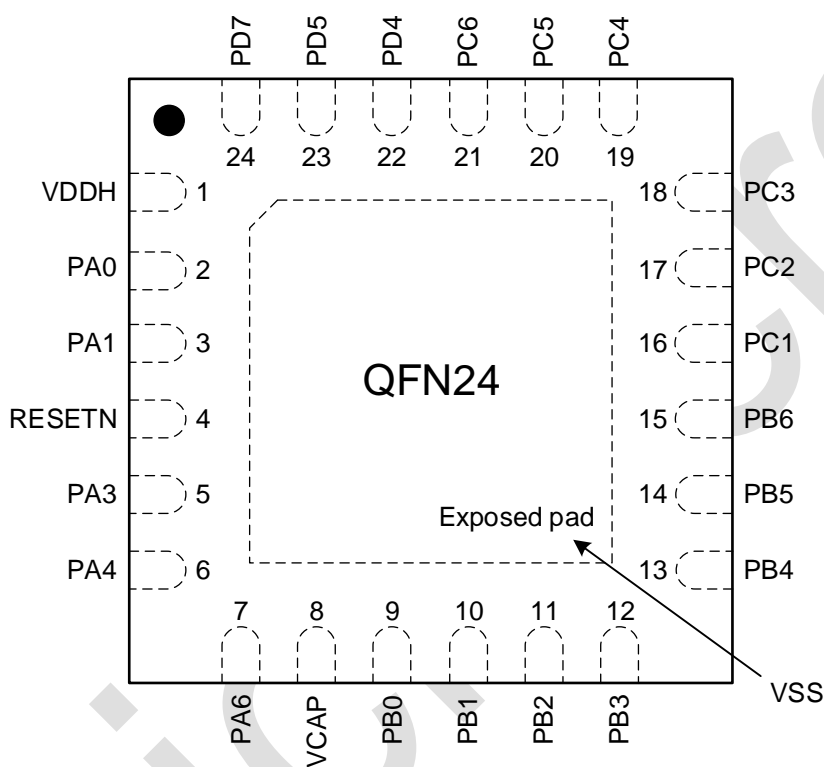 PD7 PD5 PD4 PC6 PC5 PC4
24 23 22 21 20 19
VDDH 1 18 PC3
PA0 2 17 PC2
PA1 3 16 PC1
QFN24
RESETN 4 15 PB6
PA3 5 14 PB5
Exposed pad
PA4 6 13 PB4
7 8 9 10 11 12
PA6 VCAP PB0 PB1 PB2 PB3
VSS